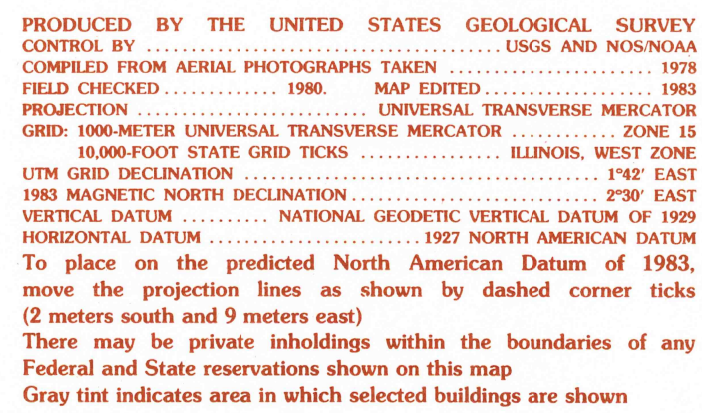 PRODUCED BY THE UNITED STATES GEOLOGICAL SURVEY
CONTROL BY .................................... USGS AND NOS/NOAA
COMPILED FROM AERIAL PHOTOGRAPHS TAKEN ..................... 1978
FIELD CHECKED ............. 1980. MAP EDITED .................. 1983
PROJECTION .......................... UNIVERSAL TRANSVERSE MERCATOR
GRID: 1000-METER UNIVERSAL TRANSVERSE MERCATOR ............ ZONE 15
10,000-FOOT STATE GRID TICKS ................ ILLINOIS, WEST ZONE
UTM GRID DECLINATION ..................................... 1°42′ EAST
1983 MAGNETIC NORTH DECLINATION .......................... 2°30′ EAST
VERTICAL DATUM .......... NATIONAL GEODETIC VERTICAL DATUM OF 1929
HORIZONTAL DATUM ...................... 1927 NORTH AMERICAN DATUM
To place on the predicted North American Datum of 1983,
move the projection lines as shown by dashed corner ticks
(2 meters south and 9 meters east)
There may be private inholdings within the boundaries of any
Federal and State reservations shown on this map
Gray tint indicates area in which selected buildings are shown